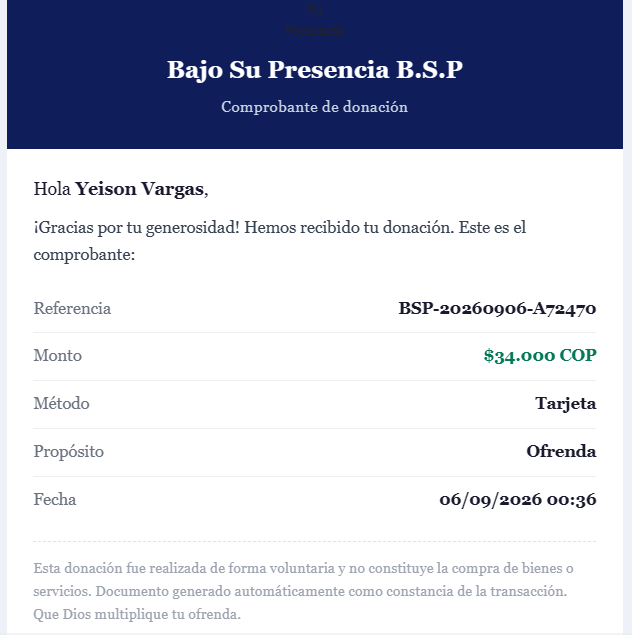 Bajo Su Presencia B.S.P
Comprobante de donación
Hola Yeison Vargas,
¡Gracias por tu generosidad! Hemos recibido tu donación. Este es el
comprobante:
Referencia BSP-20260906-A72470
Monto $34.000 COP
Método Tarjeta
Propósito Ofrenda
Fecha 06/09/2026 00:36
Esta donación fue realizada de forma voluntaria y no constituye la compra de bienes o
servicios. Documento generado automáticamente como constancia de la transacción.
Que Dios multiplique tu ofrenda.